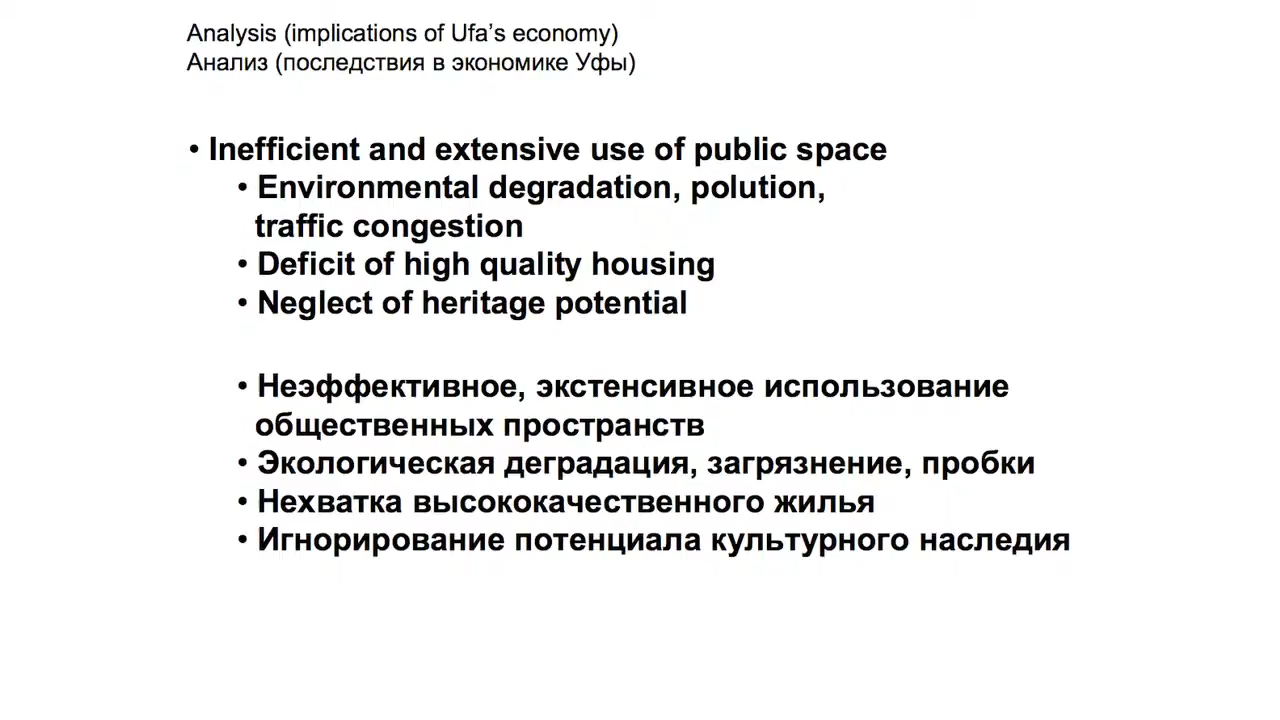 Analysis (implications of Ufa’s economy)
Анализ (последствия в экономике Уфы)
• Inefficient and extensive use of public space
• Environmental degradation, polution,
traffic congestion
• Deficit of high quality housing
• Neglect of heritage potential
• Неэффективное, экстенсивное использование
общественных пространств
• Экологическая деградация, загрязнение, пробки
• Нехватка высококачественного жилья
• Игнорирование потенциала культурного наследия